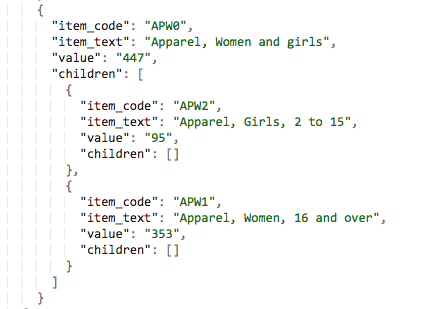 {
"item_code": "APW0",
"item_text": "Apparel, Women and girls",
"value": "447",
"children": [
{
"item_code": "APW2",
"item_text": "Apparel, Girls, 2 to 15",
"value": "95",
"children": []
},
{
"item_code": "APW1",
"item_text": "Apparel, Women, 16 and over",
"value": "353",
"children": []
}
]
}